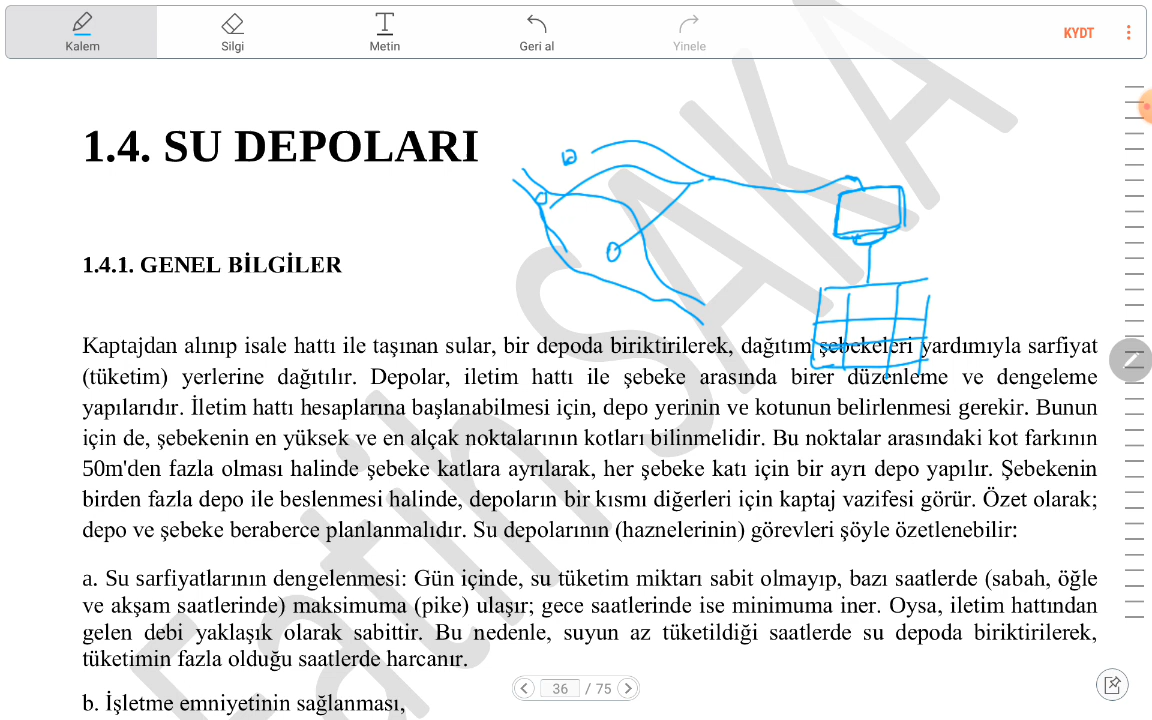 Kalem
Silgi
Metin
Geri al
Yinele
KYDT
1.4. SU DEPOLARI
1.4.1. GENEL BİLGİLER
Kaptajdan alınıp isale hattı ile taşınan sular, bir depoda biriktirilerek, dağıtım şebekeleri yardımıyla sarfiyat
(tüketim) yerlerine dağıtılır. Depolar, iletim hattı ile şebeke arasında birer düzenleme ve dengeleme
yapılarıdır. İletim hattı hesaplarına başlanabilmesi için, depo yerinin ve kotunun belirlenmesi gerekir. Bunun
için de, şebekenin en yüksek ve en alçak noktalarının kotları bilinmelidir. Bu noktalar arasındaki kot farkının
50m'den fazla olması halinde şebeke katlara ayrılarak, her şebeke katı için bir ayrı depo yapılır. Şebekenin
birden fazla depo ile beslenmesi halinde, depoların bir kısmı diğerleri için kaptaj vazifesi görür. Özet olarak;
depo ve şebeke beraberce planlanmalıdır. Su depolarının (haznelerinin) görevleri şöyle özetlenebilir:
a. Su sarfiyatlarının dengelenmesi: Gün içinde, su tüketim miktarı sabit olmayıp, bazı saatlerde (sabah, öğle
ve akşam saatlerinde) maksimuma (pike) ulaşır; gece saatlerinde ise minimuma iner. Oysa, iletim hattından
gelen debi yaklaşık olarak sabittir. Bu nedenle, suyun az tüketildiği saatlerde su depoda biriktirilerek,
tüketimin fazla olduğu saatlerde harcanır.
b. İşletme emniyetinin sağlanması,
36 / 75
Fatih SAKA